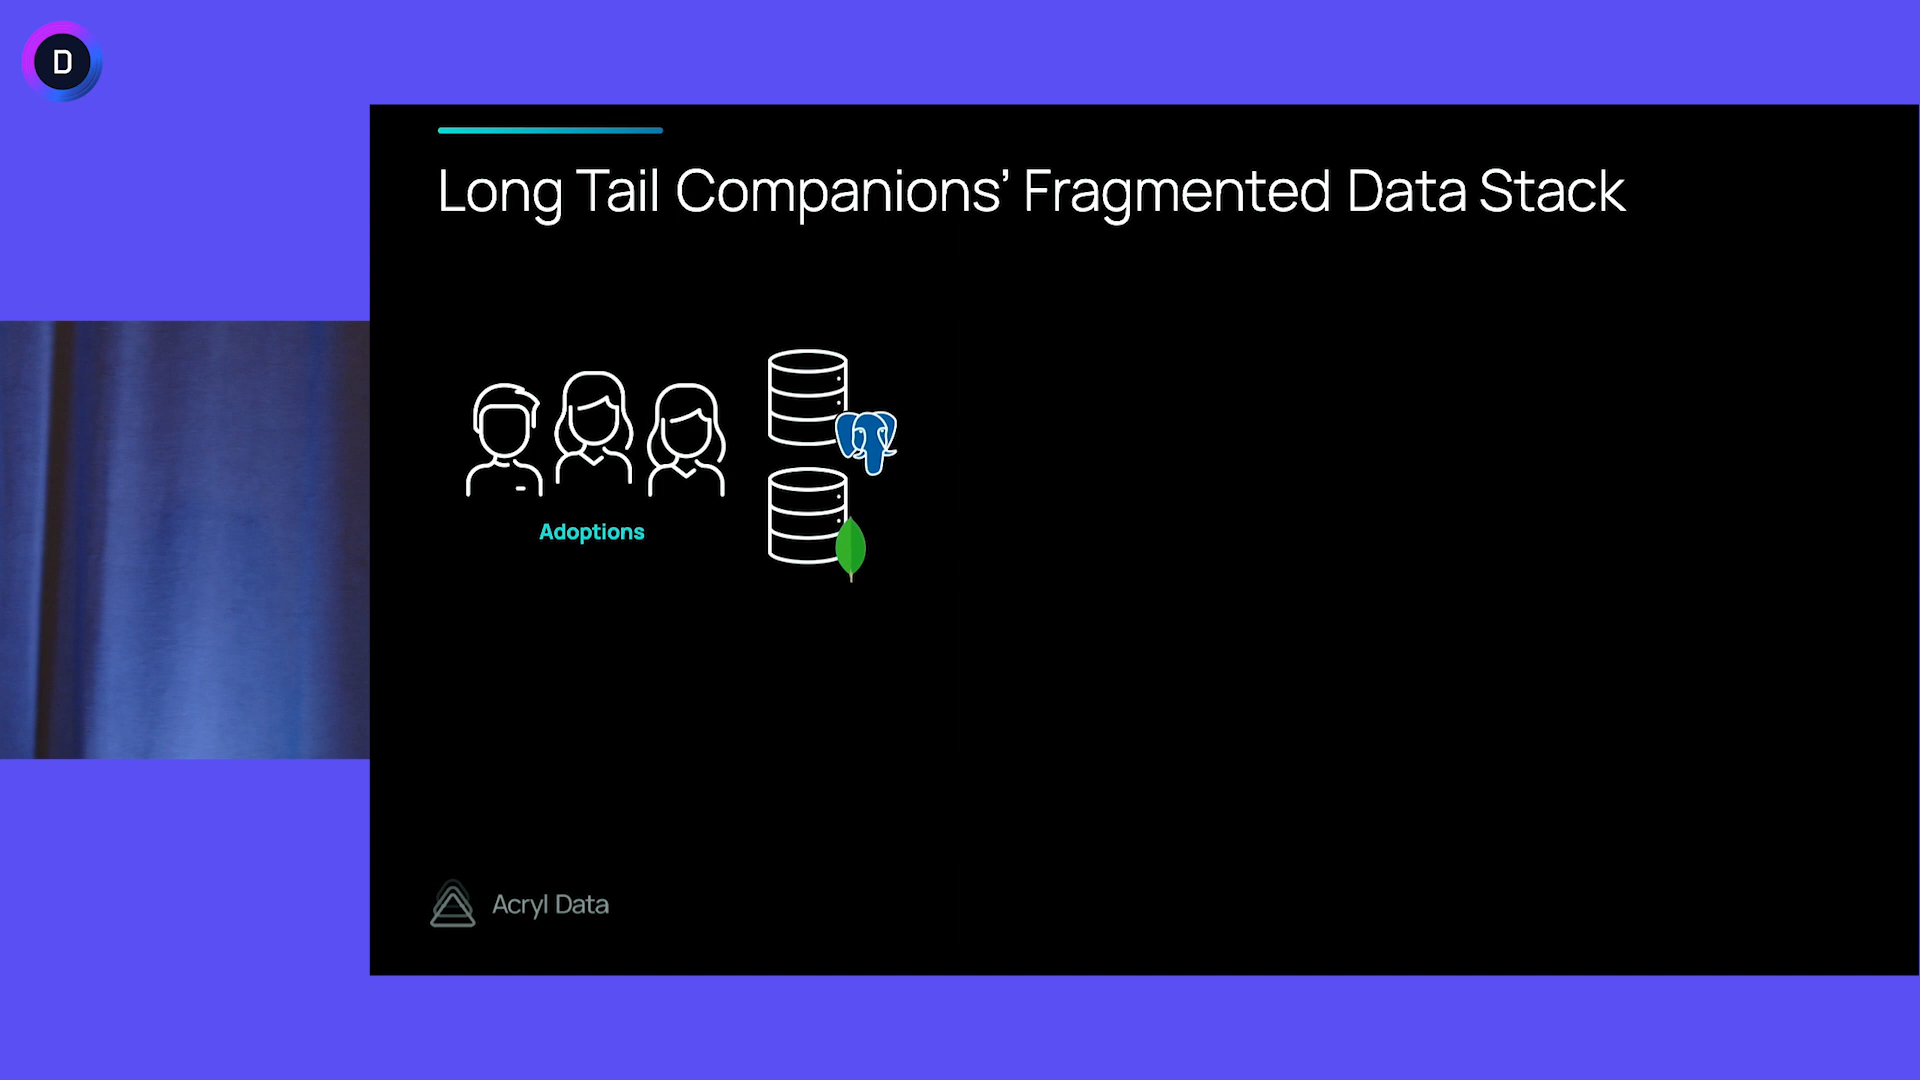 D
Long Tail Companions’ Fragmented Data Stack
Adoptions
Acryl Data